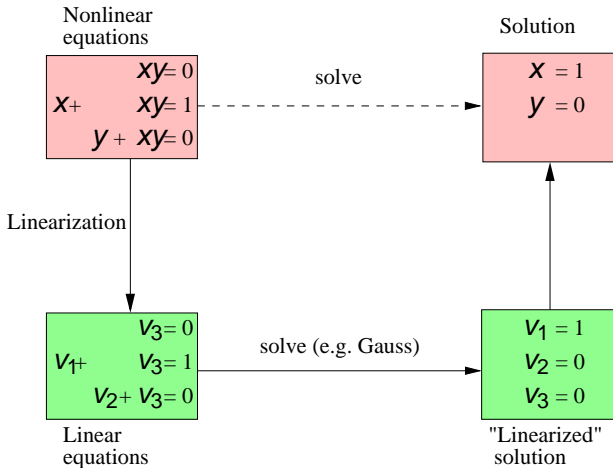 Nonlinear
equations
xy = 0
x + xy = 1
y + xy = 0
solve
Solution
x = 1
y = 0
Linearization
v₃ = 0
v₁ + v₃ = 1
v₂ + v₃ = 0
Linear
equations
solve (e.g. Gauss)
v₁ = 1
v₂ = 0
v₃ = 0
"Linearized"
solution